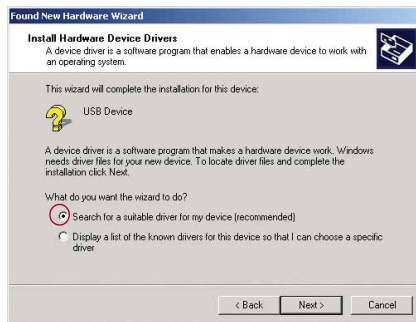 Found New Hardware Wizard
Install Hardware Device Drivers
A device driver is a software program that enables a hardware device to work with
an operating system.
This wizard will complete the installation for this device:
USB Device
A device driver is a software program that makes a hardware device work. Windows
needs driver files for your new device. To locate driver files and complete the
installation click Next.
What do you want the wizard to do?
Search for a suitable driver for my device (recommended)
Display a list of the known drivers for this device so that I can choose a specific
driver
< Back Next > Cancel